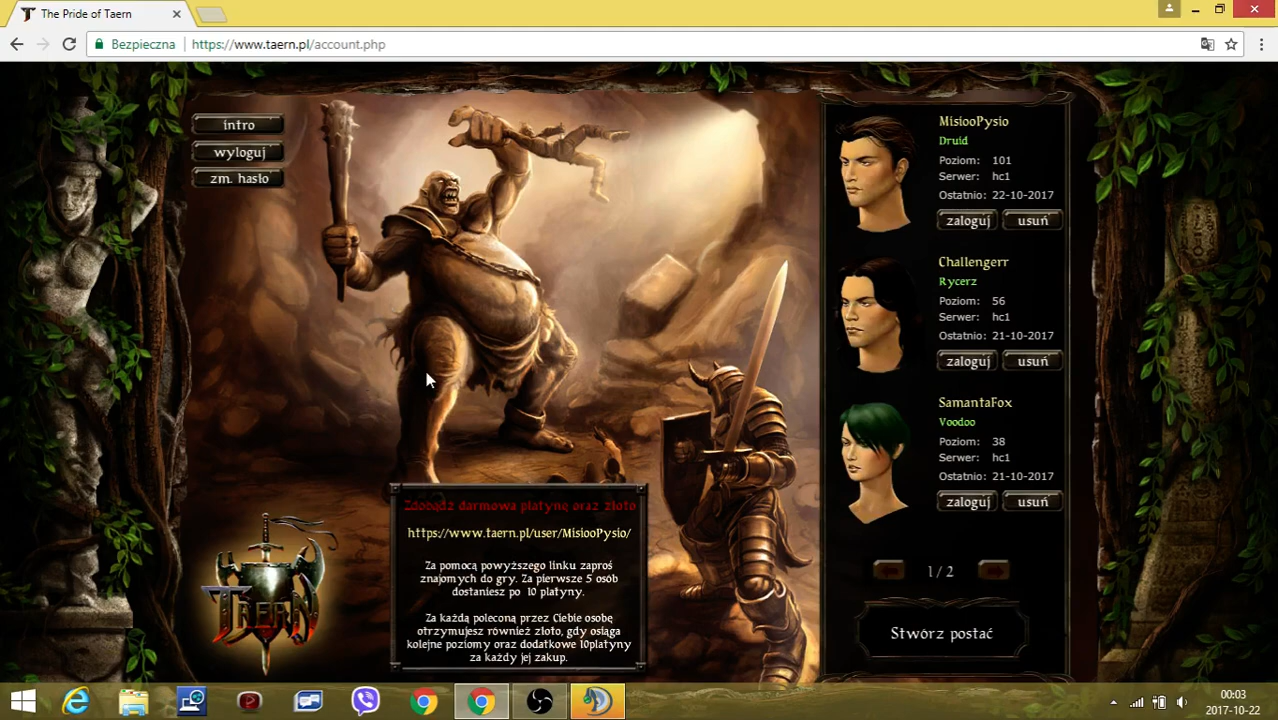 The Pride of Taern
Bezpieczna
https://www.taern.pl/account.php
intro
wyloguj
zm. hasło
MisiooPysio
Druid
Poziom: 101
Serwer: hc1
Ostatnio: 22-10-2017
zaloguj usuń
Challengerr
Rycerz
Poziom: 56
Serwer: hc1
Ostatnio: 21-10-2017
zaloguj usuń
SamantaFox
Voodoo
Poziom: 38
Serwer: hc1
Ostatnio: 21-10-2017
zaloguj usuń
1 / 2
Stwórz postać
TAERN
Zdobądź darmowa platynę oraz złoto
https://www.taern.pl/user/MisiooPysio/
Za pomocą powyższego linku zaproś
znajomych do gry. Za pierwsze 5 osób
dostaniesz po 10 platyny.
Za każdą poleconą przez Ciebie osobę
otrzymujesz również złoto, gdy osiąga
kolejne poziomy oraz dodatkowe 10platyny
za każdy jej zakup.
00:03
2017-10-22